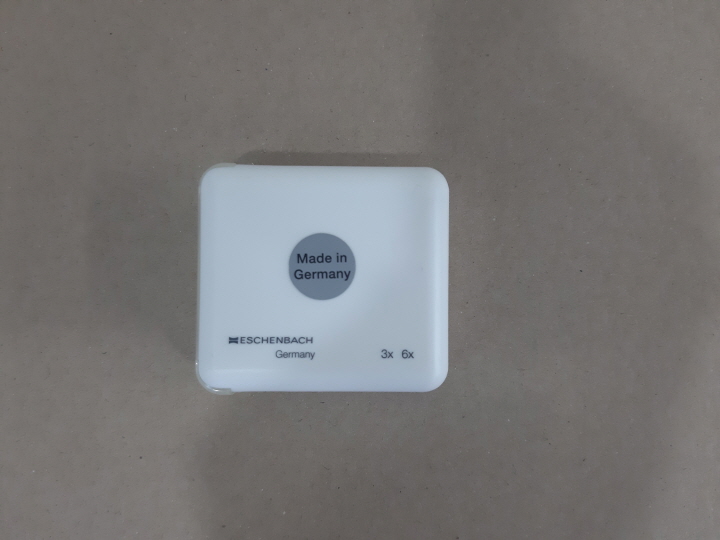 Made in
Germany
ESCHENBACH
Germany
3x 6x